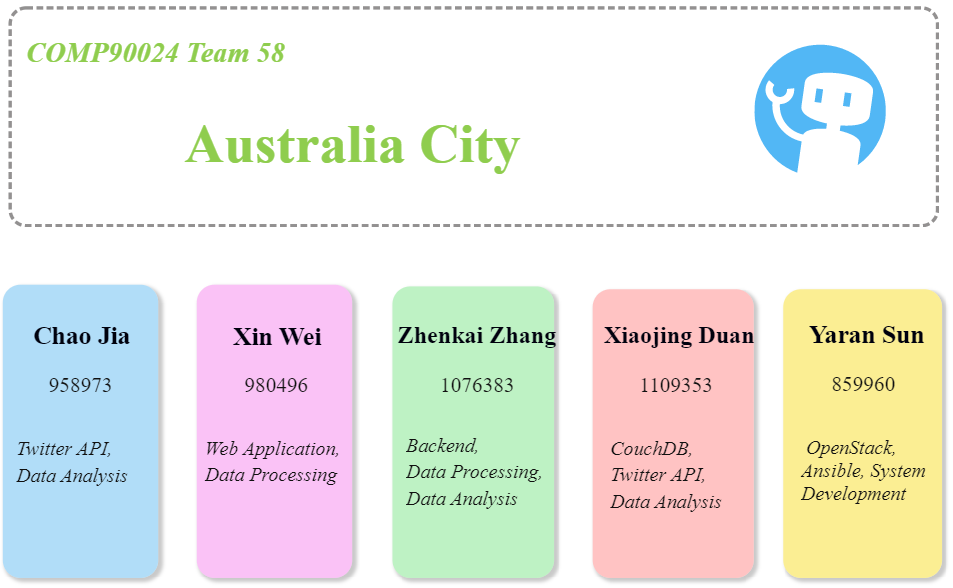 COMP90024 Team 58
Australia City
Chao Jia
958973
Twitter API,
Data Analysis
Xin Wei
980496
Web Application,
Data Processing
Zhenkai Zhang
1076383
Backend,
Data Processing,
Data Analysis
Xiaojing Duan
1109353
CouchDB,
Twitter API,
Data Analysis
Yaran Sun
859960
OpenStack,
Ansible, System
Development